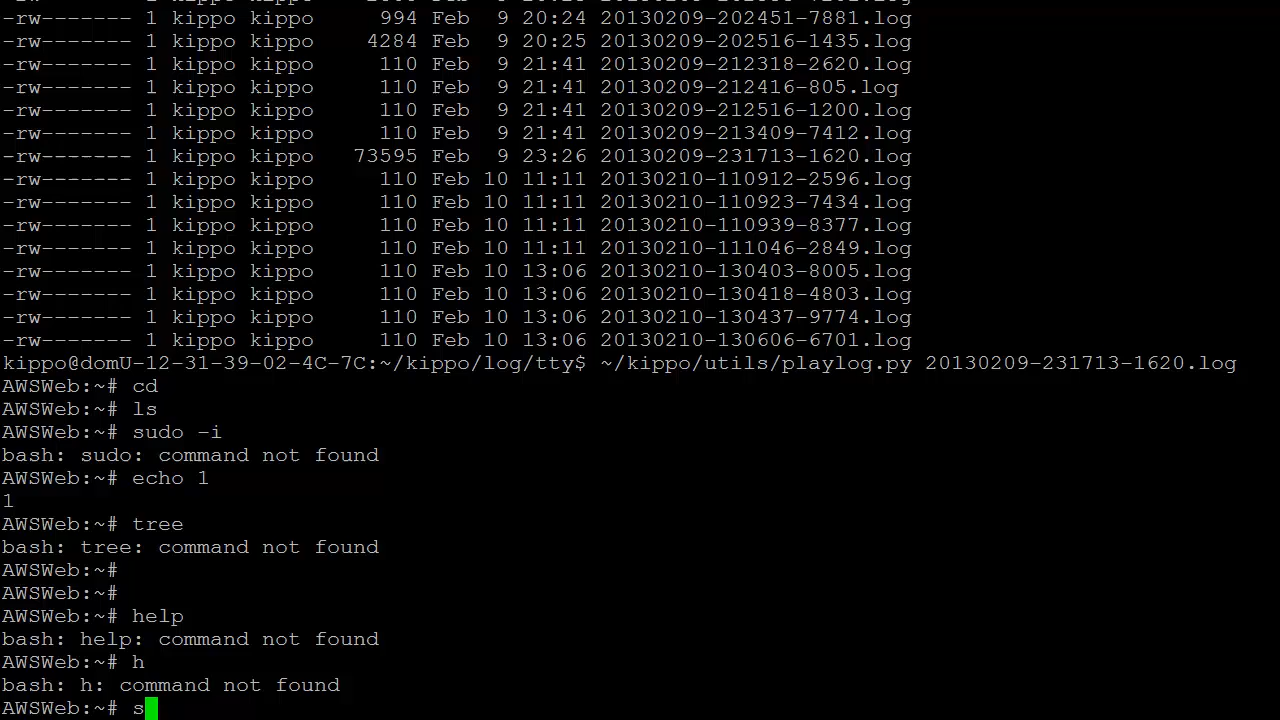 -rw------- 1 kippo kippo 994 Feb 9 20:24 20130209-202451-7881.log
-rw------- 1 kippo kippo 4284 Feb 9 20:25 20130209-202516-1435.log
-rw------- 1 kippo kippo 110 Feb 9 21:41 20130209-212318-2620.log
-rw------- 1 kippo kippo 110 Feb 9 21:41 20130209-212416-805.log
-rw------- 1 kippo kippo 110 Feb 9 21:41 20130209-212516-1200.log
-rw------- 1 kippo kippo 110 Feb 9 21:41 20130209-213409-7412.log
-rw------- 1 kippo kippo 73595 Feb 9 23:26 20130209-231713-1620.log
-rw------- 1 kippo kippo 110 Feb 10 11:11 20130210-110912-2596.log
-rw------- 1 kippo kippo 110 Feb 10 11:11 20130210-110923-7434.log
-rw------- 1 kippo kippo 110 Feb 10 11:11 20130210-110939-8377.log
-rw------- 1 kippo kippo 110 Feb 10 11:11 20130210-111046-2849.log
-rw------- 1 kippo kippo 110 Feb 10 13:06 20130210-130403-8005.log
-rw------- 1 kippo kippo 110 Feb 10 13:06 20130210-130418-4803.log
-rw------- 1 kippo kippo 110 Feb 10 13:06 20130210-130437-9774.log
-rw------- 1 kippo kippo 110 Feb 10 13:06 20130210-130606-6701.log
kippo@domU-12-31-39-02-4C-7C:~/kippo/log/tty$ ~/kippo/utils/playlog.py 20130209-231713-1620.log
AWSWeb:~# cd
AWSWeb:~# ls
AWSWeb:~# sudo -i
bash: sudo: command not found
AWSWeb:~# echo 1
1
AWSWeb:~# tree
bash: tree: command not found
AWSWeb:~#
AWSWeb:~#
AWSWeb:~# help
bash: help: command not found
AWSWeb:~# h
bash: h: command not found
AWSWeb:~# s